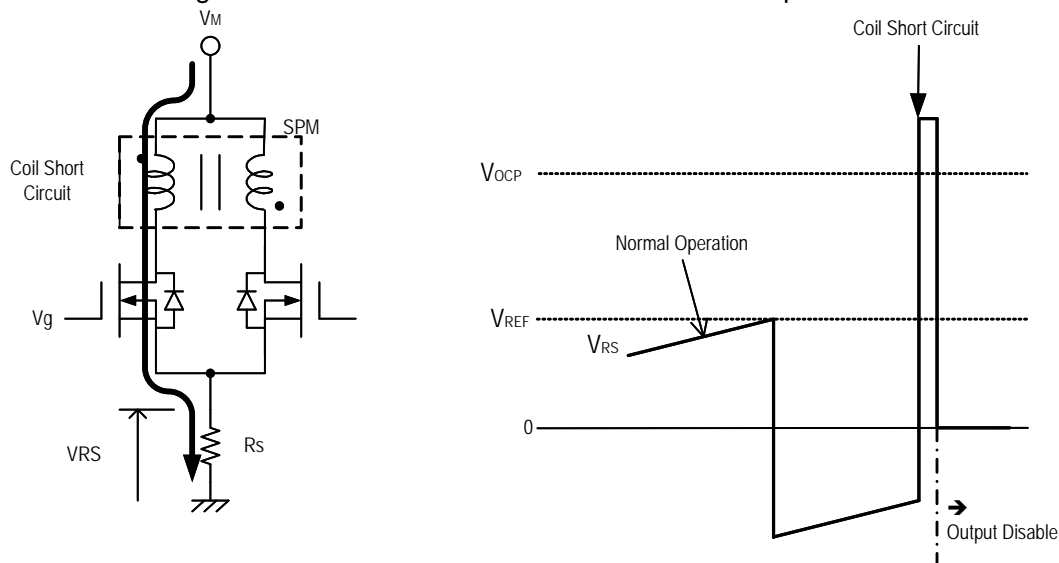 VM
SPM
Coil Short
Circuit
Vg
VRS
Rs
Coil Short Circuit
VOCP
Normal Operation
VREF
VRS
0
➔
Output Disable